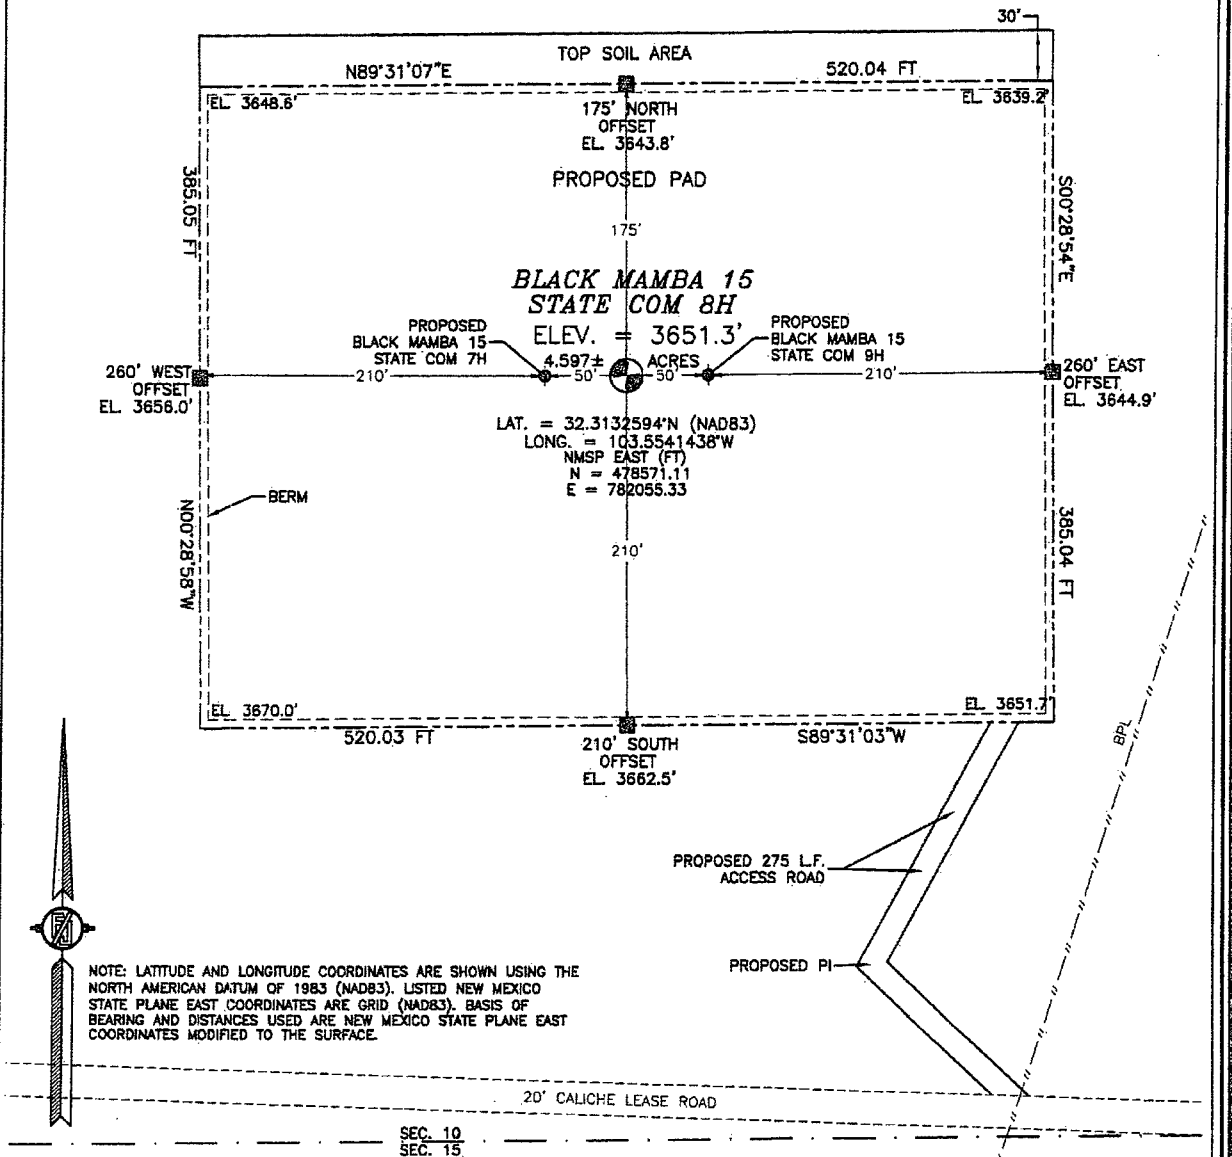 30'
TOP SOIL AREA
N89°31'07"E
520.04 FT
EL. 3648.6'
EL. 3639.2'
175' NORTH
OFFSET
EL. 3643.8'
PROPOSED PAD
385.05 FT
S00°28'54"E
175'
BLACK MAMBA 15
STATE COM 8H
ELEV. = 3651.3'
PROPOSED
BLACK MAMBA 15
STATE COM 7H
PROPOSED
BLACK MAMBA 15
STATE COM 9H
4.597± ACRES
260' WEST
OFFSET
EL. 3656.0'
210'
50'
50'
210'
260' EAST
OFFSET
EL. 3644.9'
LAT. = 32.3132594°N (NAD83)
LONG. = 103.5541438°W
NMSP EAST (FT)
N = 478571.11
E = 782055.33
BERM
N00°28'58"W
385.04 FT
210'
EL. 3670.0'
EL. 3651.7'
520.03 FT
S89°31'03"W
210' SOUTH
OFFSET
EL. 3662.5'
BPL
PROPOSED 275 L.F.
ACCESS ROAD
PROPOSED PI
NOTE: LATITUDE AND LONGITUDE COORDINATES ARE SHOWN USING THE
NORTH AMERICAN DATUM OF 1983 (NAD83). LISTED NEW MEXICO
STATE PLANE EAST COORDINATES ARE GRID (NAD83). BASIS OF
BEARING AND DISTANCES USED ARE NEW MEXICO STATE PLANE EAST
COORDINATES MODIFIED TO THE SURFACE.
20' CALICHE LEASE ROAD
SEC. 10
SEC. 15